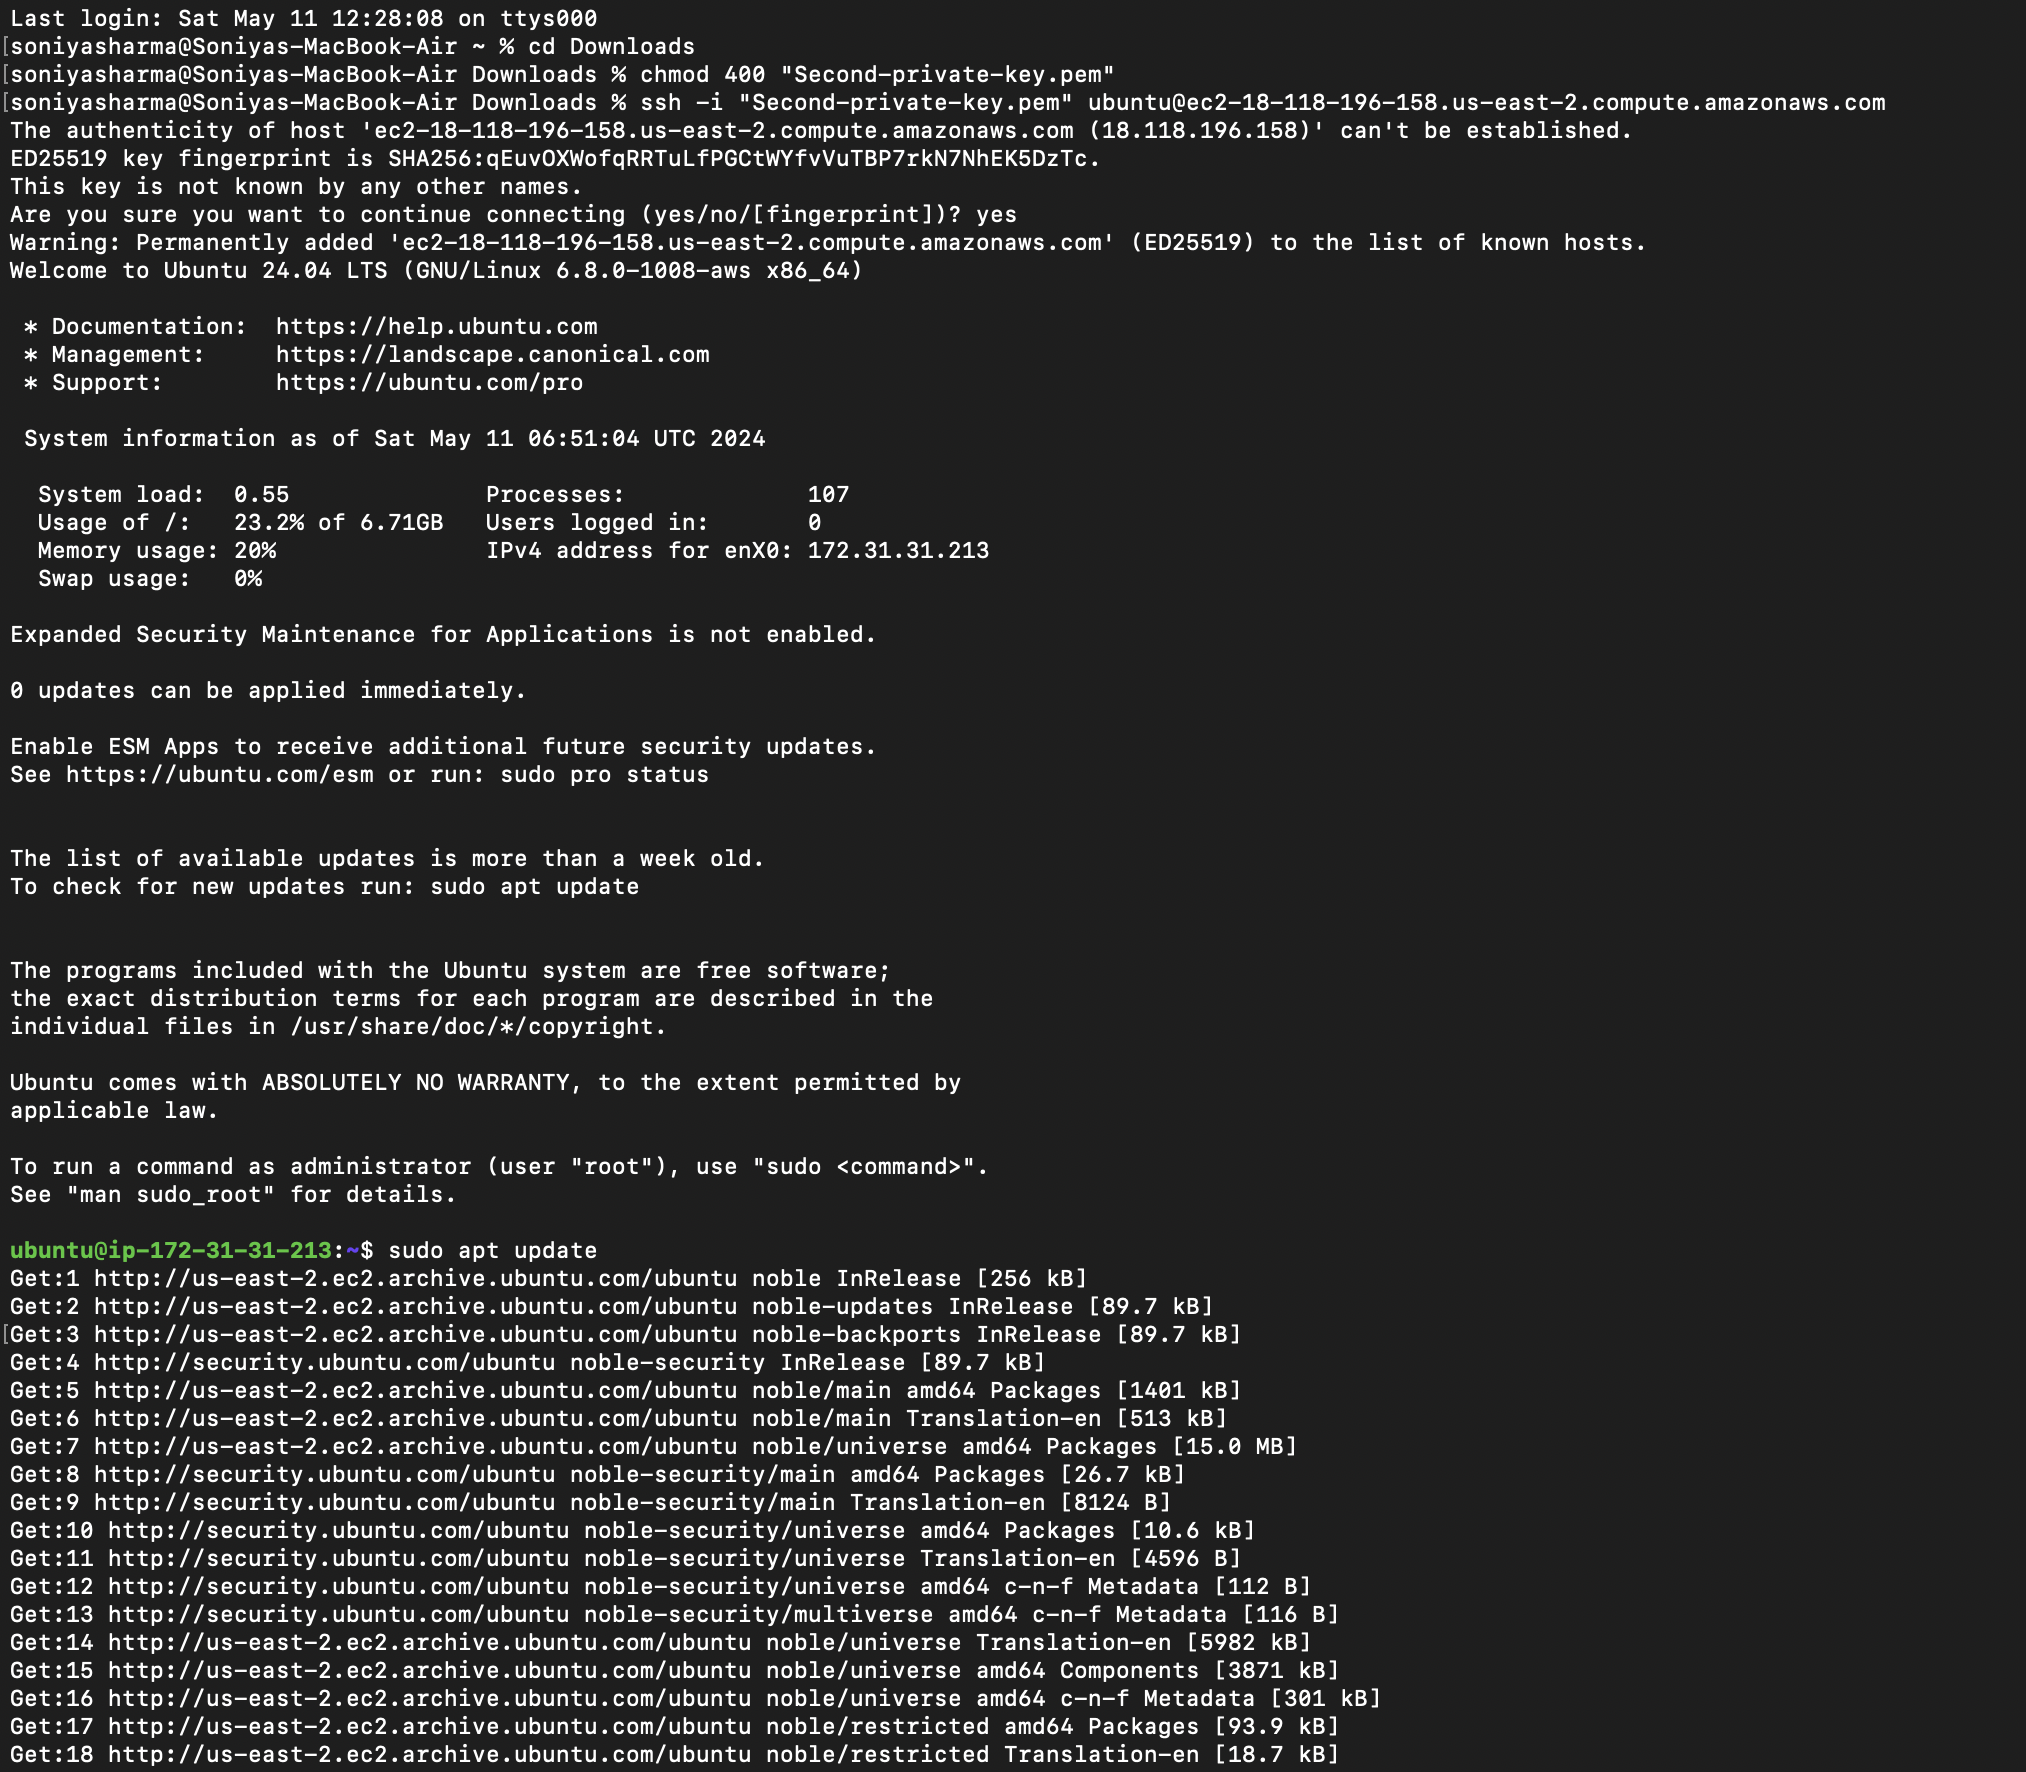 Last login: Sat May 11 12:28:08 on ttys000
[soniyasharma@Soniyas-MacBook-Air ~ % cd Downloads
[soniyasharma@Soniyas-MacBook-Air Downloads % chmod 400 "Second-private-key.pem"
[soniyasharma@Soniyas-MacBook-Air Downloads % ssh -i "Second-private-key.pem" ubuntu@ec2-18-118-196-158.us-east-2.compute.amazonaws.com
The authenticity of host 'ec2-18-118-196-158.us-east-2.compute.amazonaws.com (18.118.196.158)' can't be established.
ED25519 key fingerprint is SHA256:qEuvOXWofqRRTuLfPGCtWYfvVuTBP7rkN7NhEK5DzTc.
This key is not known by any other names.
Are you sure you want to continue connecting (yes/no/[fingerprint])? yes
Warning: Permanently added 'ec2-18-118-196-158.us-east-2.compute.amazonaws.com' (ED25519) to the list of known hosts.
Welcome to Ubuntu 24.04 LTS (GNU/Linux 6.8.0-1008-aws x86_64)
* Documentation:  https://help.ubuntu.com
* Management:     https://landscape.canonical.com
* Support:        https://ubuntu.com/pro
System information as of Sat May 11 06:51:04 UTC 2024
System load:  0.55              Processes:             107
Usage of /:   23.2% of 6.71GB   Users logged in:       0
Memory usage: 20%               IPv4 address for enX0: 172.31.31.213
Swap usage:   0%
Expanded Security Maintenance for Applications is not enabled.
0 updates can be applied immediately.
Enable ESM Apps to receive additional future security updates.
See https://ubuntu.com/esm or run: sudo pro status
The list of available updates is more than a week old.
To check for new updates run: sudo apt update
The programs included with the Ubuntu system are free software;
the exact distribution terms for each program are described in the
individual files in /usr/share/doc/*/copyright.
Ubuntu comes with ABSOLUTELY NO WARRANTY, to the extent permitted by
applicable law.
To run a command as administrator (user "root"), use "sudo <command>".
See "man sudo_root" for details.
ubuntu@ip-172-31-31-213:~$ sudo apt update
Get:1 http://us-east-2.ec2.archive.ubuntu.com/ubuntu noble InRelease [256 kB]
Get:2 http://us-east-2.ec2.archive.ubuntu.com/ubuntu noble-updates InRelease [89.7 kB]
[Get:3 http://us-east-2.ec2.archive.ubuntu.com/ubuntu noble-backports InRelease [89.7 kB]
Get:4 http://security.ubuntu.com/ubuntu noble-security InRelease [89.7 kB]
Get:5 http://us-east-2.ec2.archive.ubuntu.com/ubuntu noble/main amd64 Packages [1401 kB]
Get:6 http://us-east-2.ec2.archive.ubuntu.com/ubuntu noble/main Translation-en [513 kB]
Get:7 http://us-east-2.ec2.archive.ubuntu.com/ubuntu noble/universe amd64 Packages [15.0 MB]
Get:8 http://security.ubuntu.com/ubuntu noble-security/main amd64 Packages [26.7 kB]
Get:9 http://security.ubuntu.com/ubuntu noble-security/main Translation-en [8124 B]
Get:10 http://security.ubuntu.com/ubuntu noble-security/universe amd64 Packages [10.6 kB]
Get:11 http://security.ubuntu.com/ubuntu noble-security/universe Translation-en [4596 B]
Get:12 http://security.ubuntu.com/ubuntu noble-security/universe amd64 c-n-f Metadata [112 B]
Get:13 http://security.ubuntu.com/ubuntu noble-security/multiverse amd64 c-n-f Metadata [116 B]
Get:14 http://us-east-2.ec2.archive.ubuntu.com/ubuntu noble/universe Translation-en [5982 kB]
Get:15 http://us-east-2.ec2.archive.ubuntu.com/ubuntu noble/universe amd64 Components [3871 kB]
Get:16 http://us-east-2.ec2.archive.ubuntu.com/ubuntu noble/universe amd64 c-n-f Metadata [301 kB]
Get:17 http://us-east-2.ec2.archive.ubuntu.com/ubuntu noble/restricted amd64 Packages [93.9 kB]
Get:18 http://us-east-2.ec2.archive.ubuntu.com/ubuntu noble/restricted Translation-en [18.7 kB]